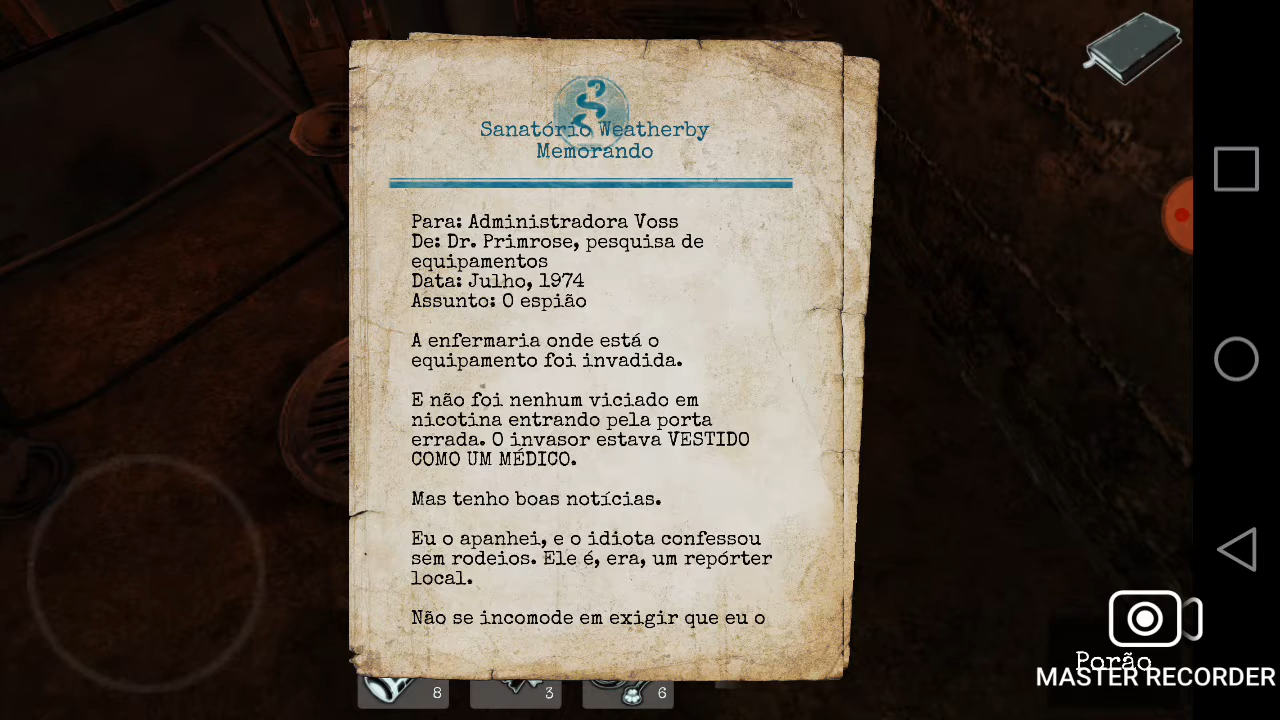 Sanatório Weatherby
Memorando
Para: Administradora Voss
De: Dr. Primrose, pesquisa de
equipamentos
Data: Julho, 1974
Assunto: O espião
A enfermaria onde está o
equipamento foi invadida.
E não foi nenhum viciado em
nicotina entrando pela porta
errada. O invasor estava VESTIDO
COMO UM MÉDICO.
Mas tenho boas notícias.
Eu o apanhei, e o idiota confessou
sem rodeios. Ele é, era, um repórter
local.
Não se incomode em exigir que eu o
8
3
6
Porão
MASTER RECORDER